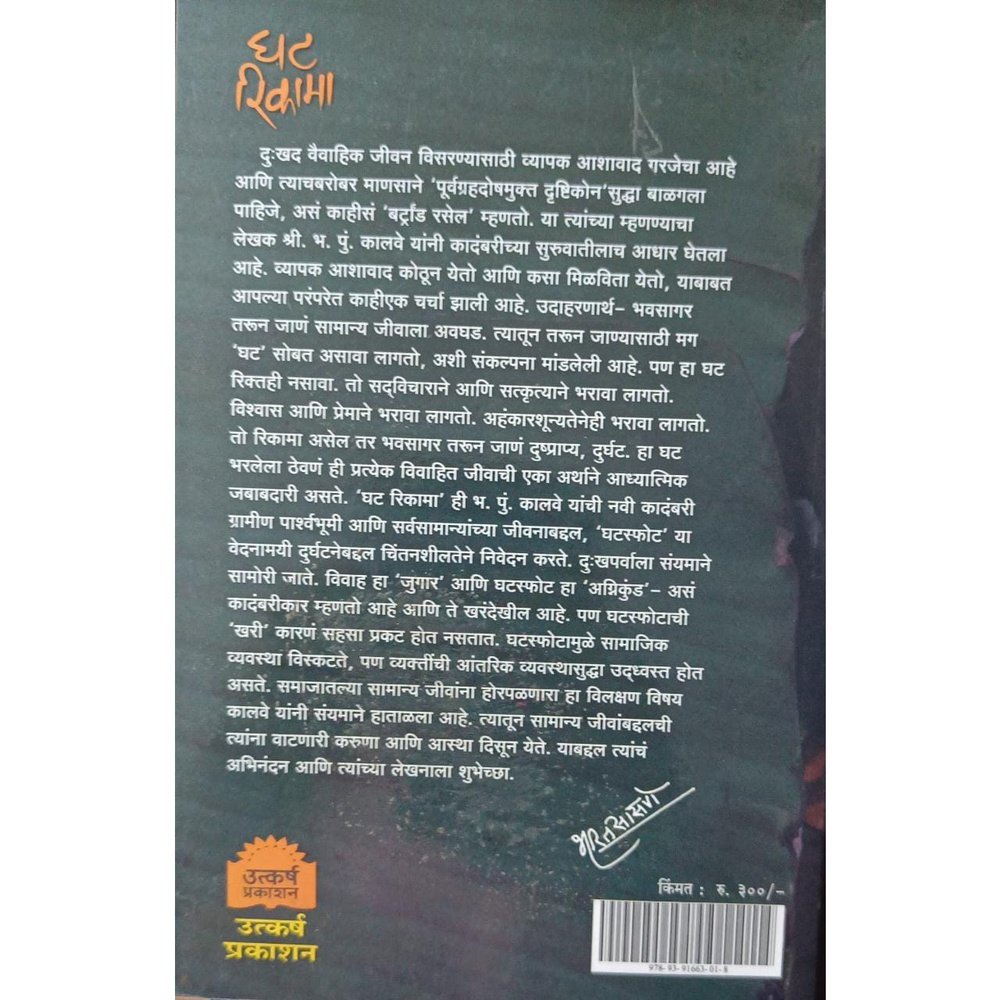 घट
रिकामा
दुःखद वैवाहिक जीवन विसरण्यासाठी व्यापक आशावाद गरजेचा आहे
आणि त्याचबरोबर माणसाने 'पूर्वग्रहदोषमुक्त दृष्टिकोन'सुद्धा बाळगला
पाहिजे, असं काहीसं 'बर्ट्रांड रसेल' म्हणतो. या त्यांच्या म्हणण्याचा
लेखक श्री. भ. पुं. कालवे यांनी कादंबरीच्या सुरुवातीलाच आधार घेतला
आहे. व्यापक आशावाद कोठून येतो आणि कसा मिळविता येतो, याबाबत
आपल्या परंपरेत काहीएक चर्चा झाली आहे. उदाहरणार्थ– भवसागर
तरून जाणं सामान्य जीवाला अवघड. त्यातून तरून जाण्यासाठी मग
'घट' सोबत असावा लागतो, अशी संकल्पना मांडलेली आहे. पण हा घट
रिक्तही नसावा. तो सद्‌विचाराने आणि सत्कृत्याने भरावा लागतो.
विश्वास आणि प्रेमाने भरावा लागतो. अहंकारशून्यतेनेही भरावा लागतो.
तो रिकामा असेल तर भवसागर तरून जाणं दुष्प्राप्य, दुर्घट. हा घट
भरलेला ठेवणं ही प्रत्येक विवाहित जीवाची एका अर्थाने आध्यात्मिक
जबाबदारी असते. 'घट रिकामा' ही भ. पुं. कालवे यांची नवी कादंबरी
ग्रामीण पार्श्वभूमी आणि सर्वसामान्यांच्या जीवनाबद्दल, 'घटस्फोट' या
वेदनामयी दुर्घटनेबद्दल चिंतनशीलतेने निवेदन करते. दुःखपर्वाला संयमाने
सामोरी जाते. विवाह हा 'जुगार' आणि घटस्फोट हा 'अग्निकुंड'– असं
कादंबरीकार म्हणतो आहे आणि ते खरंदेखील आहे. पण घटस्फोटाची
'खरी' कारणं सहसा प्रकट होत नसतात. घटस्फोटामुळे सामाजिक
व्यवस्था विस्कटते, पण व्यक्तींची आंतरिक व्यवस्थासुद्धा उद्‌ध्वस्त होत
असते. समाजातल्या सामान्य जीवांना होरपळणारा हा विलक्षण विषय
कालवे यांनी संयमाने हाताळला आहे. त्यातून सामान्य जीवांबद्दलची
त्यांना वाटणारी करुणा आणि आस्था दिसून येते. याबद्दल त्यांचं
अभिनंदन आणि त्यांच्या लेखनाला शुभेच्छा.
भारत सासणे
उत्कर्ष
प्रकाशन
उत्कर्ष
प्रकाशन
किंमत : रु. ३००/–
978-93-91663-01-8